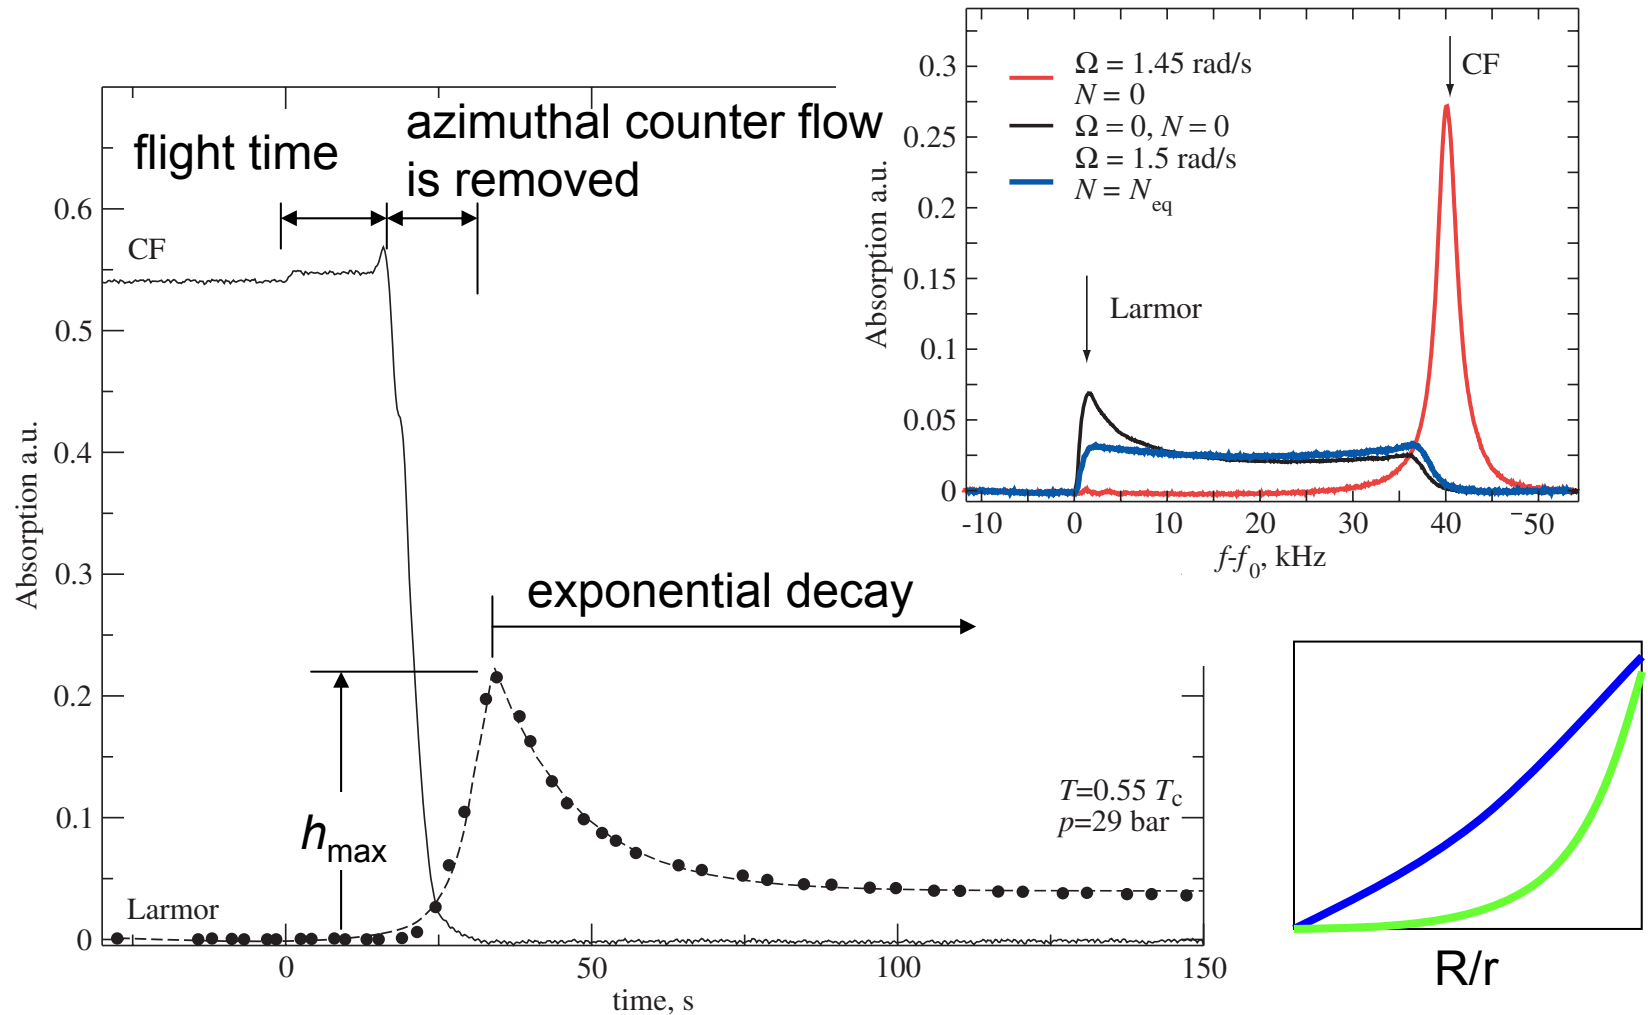 flight time
azimuthal counter flow
is removed
CF
0.6
0.5
0.4
0.3
0.2
0.1
0
Absorption a.u.
exponential decay
h_max
Larmor
T=0.55 T_c
p=29 bar
0 50 100 150
time, s
Ω = 1.45 rad/s
N = 0
Ω = 0, N = 0
Ω = 1.5 rad/s
N = N_eq
CF
Larmor
0.3
0.25
0.2
0.15
0.1
0.05
0
Absorption a.u.
-10 0 10 20 30 40 50
f-f_0, kHz
R/r